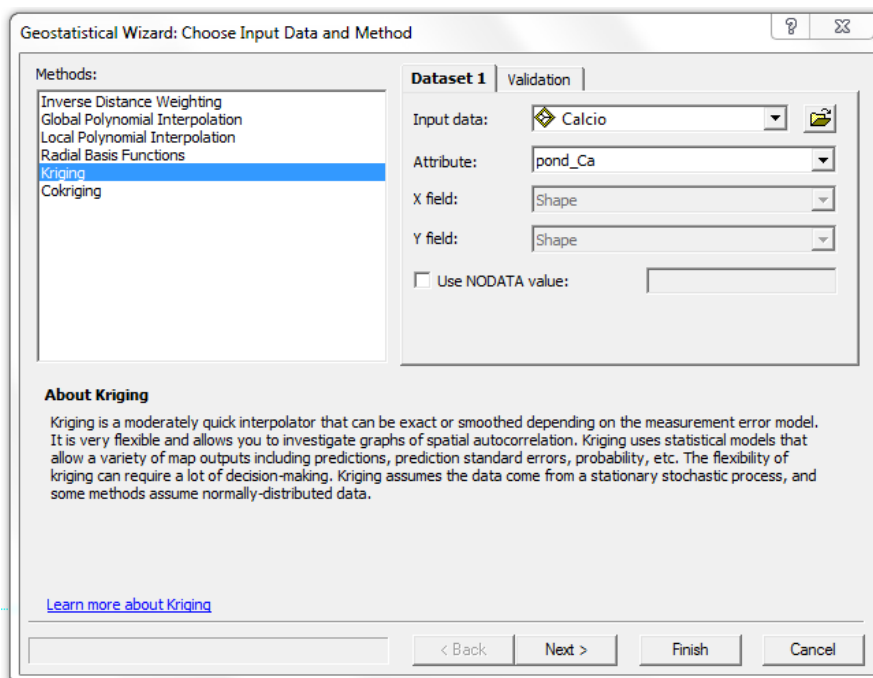 Geostatistical Wizard: Choose Input Data and Method
Methods:
Inverse Distance Weighting
Global Polynomial Interpolation
Local Polynomial Interpolation
Radial Basis Functions
Kriging
Cokriging
Dataset 1
Validation
Input data:
Calcio
Attribute:
pond_Ca
X field:
Shape
Y field:
Shape
Use NODATA value:
About Kriging
Kriging is a moderately quick interpolator that can be exact or smoothed depending on the measurement error model.
It is very flexible and allows you to investigate graphs of spatial autocorrelation. Kriging uses statistical models that
allow a variety of map outputs including predictions, prediction standard errors, probability, etc. The flexibility of
kriging can require a lot of decision-making. Kriging assumes the data come from a stationary stochastic process, and
some methods assume normally-distributed data.
Learn more about Kriging
< Back
Next >
Finish
Cancel